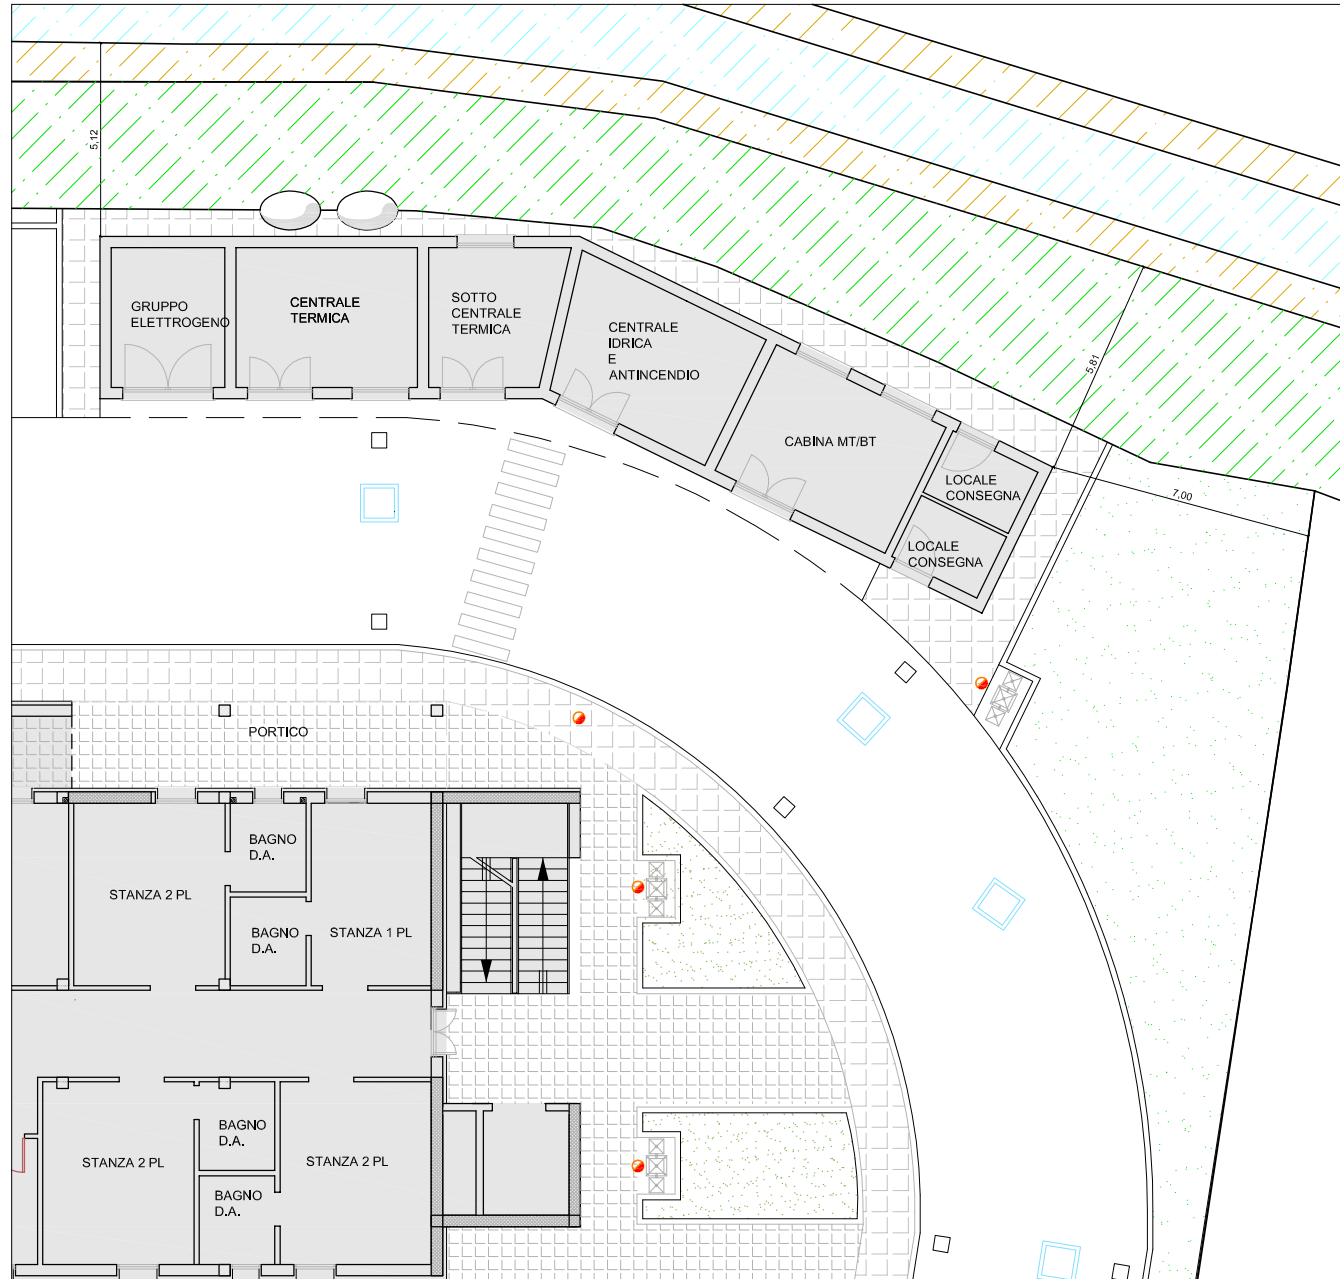 5,12
GRUPPO
ELETTROGENO
CENTRALE
TERMICA
SOTTO
CENTRALE
TERMICA
CENTRALE
IDRICA
E
ANTINCENDIO
5,81
CABINA MT/BT
LOCALE
CONSEGNA
7,00
LOCALE
CONSEGNA
PORTICO
BAGNO
D.A.
STANZA 2 PL
BAGNO
D.A.
STANZA 1 PL
BAGNO
D.A.
STANZA 2 PL
STANZA 2 PL
BAGNO
D.A.